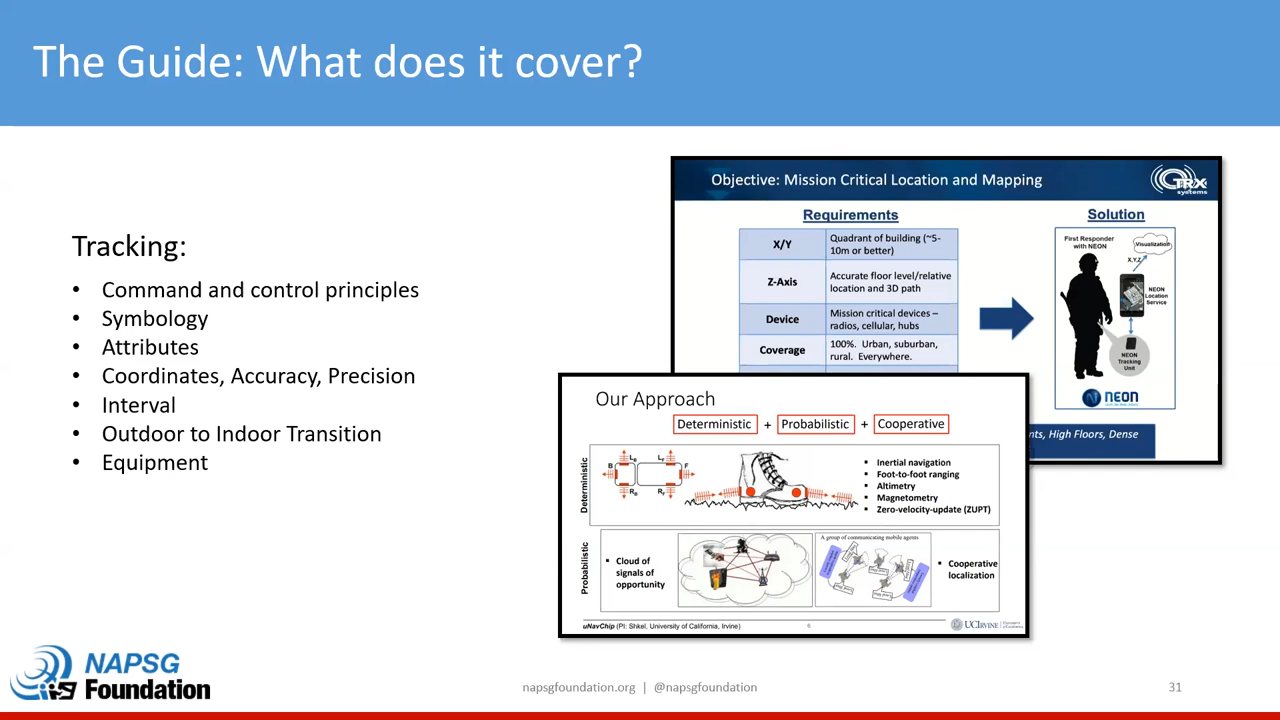 The Guide: What does it cover?
Tracking:
• Command and control principles
• Symbology
• Attributes
• Coordinates, Accuracy, Precision
• Interval
• Outdoor to Indoor Transition
• Equipment
Objective: Mission Critical Location and Mapping
TRX
systems
Requirements
X/Y
Quadrant of building (~5-
10m or better)
Z-Axis
Accurate floor level/relative
location and 3D path
Device
Mission critical devices –
radios, cellular, hubs
Coverage
100%. Urban, suburban,
rural. Everywhere.
Solution
First Responder
with NEON
Visualization
X,Y,Z
NEON
Location
Service
NEON
Tracking
Unit
NEON
nts, High Floors, Dense
Our Approach
Deterministic + Probabilistic + Cooperative
Deterministic
B
F
▪ Inertial navigation
▪ Foot-to-foot ranging
▪ Altimetry
▪ Magnetometry
▪ Zero-velocity-update (ZUPT)
Probabilistic
▪ Cloud of
signals of
opportunity
A group of communicating mobile agents
▪ Cooperative
localization
uNavChip (PI: Shkel. University of California, Irvine)
6
UCIRVINE
NAPSG
Foundation
napsgfoundation.org | @napsgfoundation
31